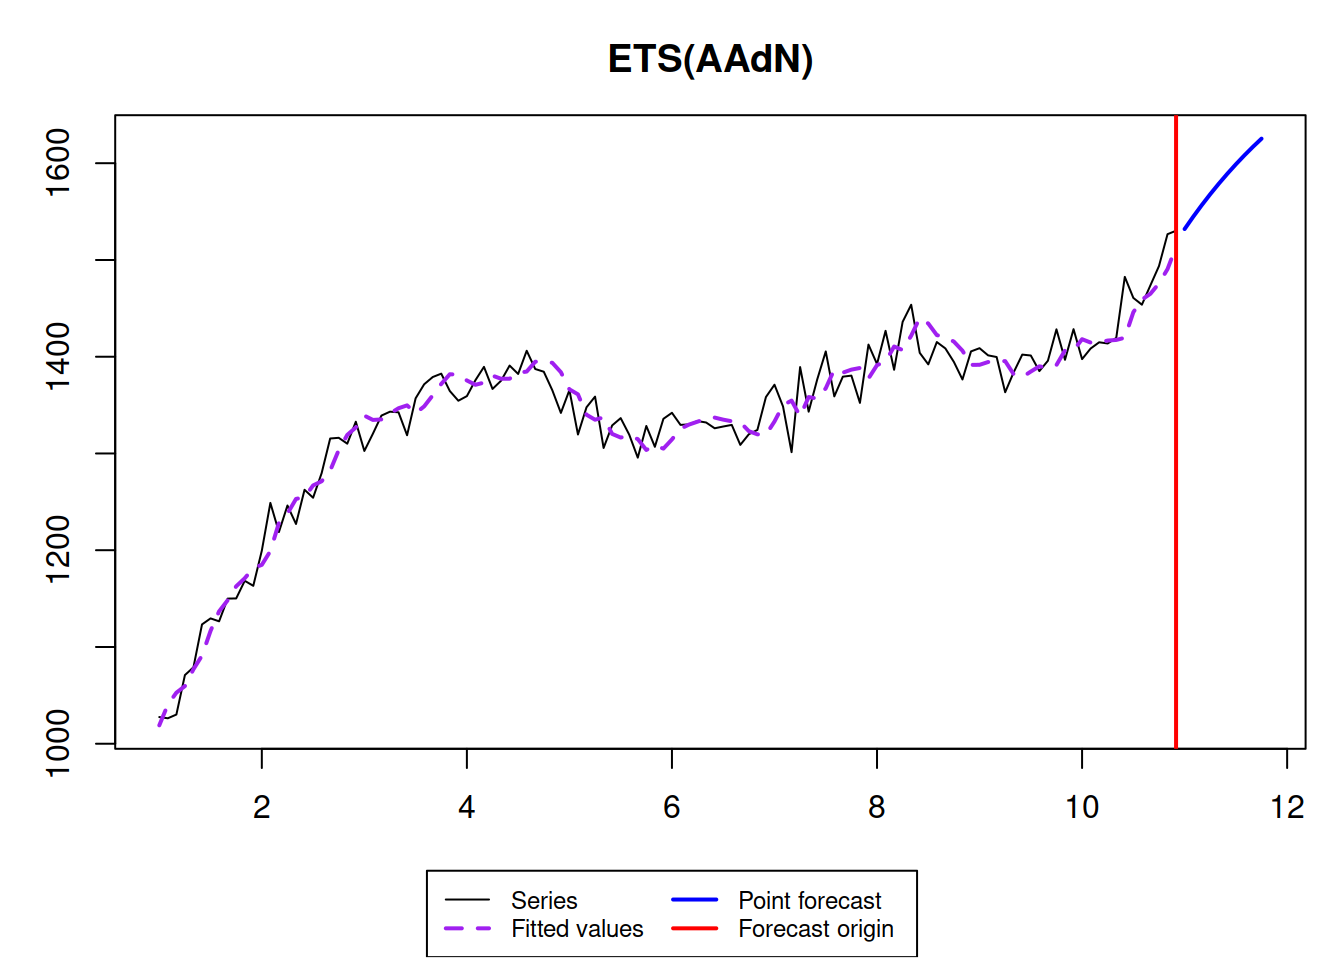 ETS(AAdN)
1600
1400
1200
1000
2 4 6 8 10 12
Series Point forecast
Fitted values Forecast origin